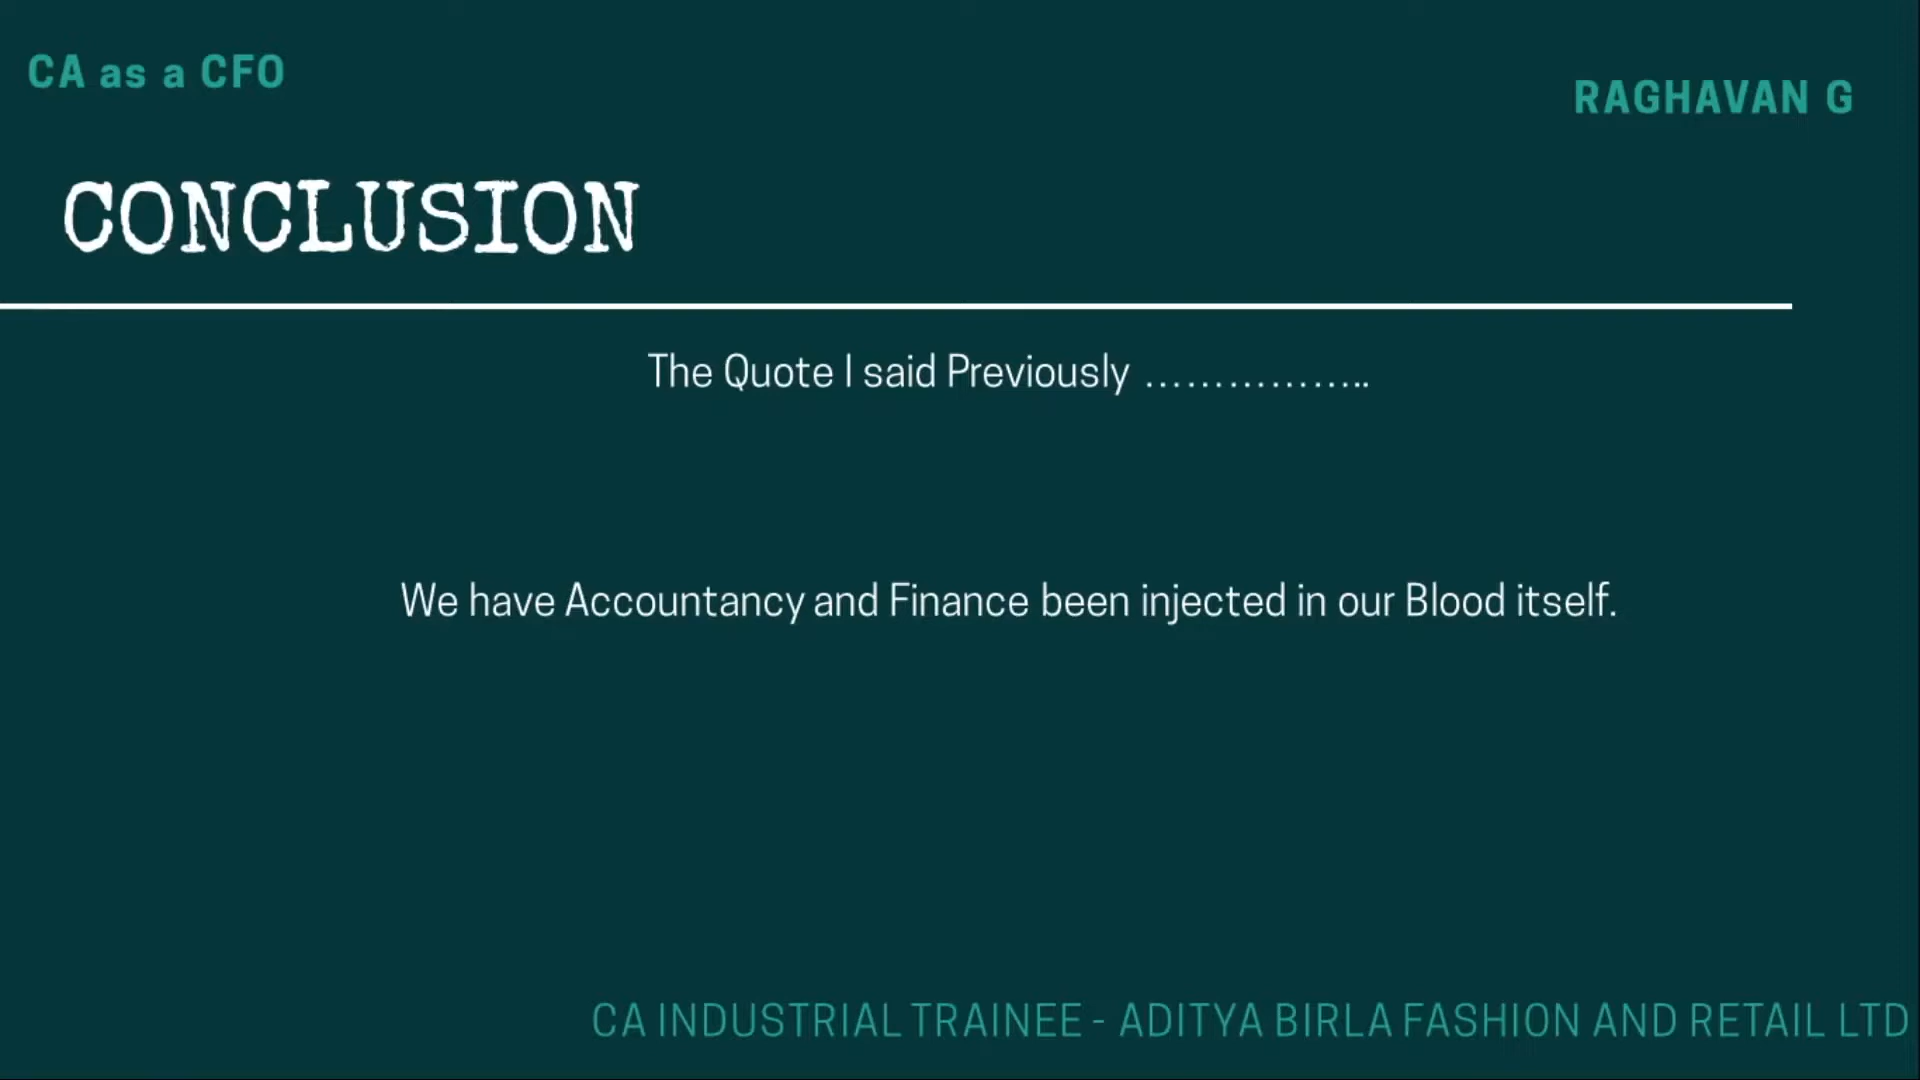 CA as a CFO
RAGHAVAN G
CONCLUSION
The Quote I said Previously ……………..
We have Accountancy and Finance been injected in our Blood itself.
CA INDUSTRIAL TRAINEE - ADITYA BIRLA FASHION AND RETAIL LTD